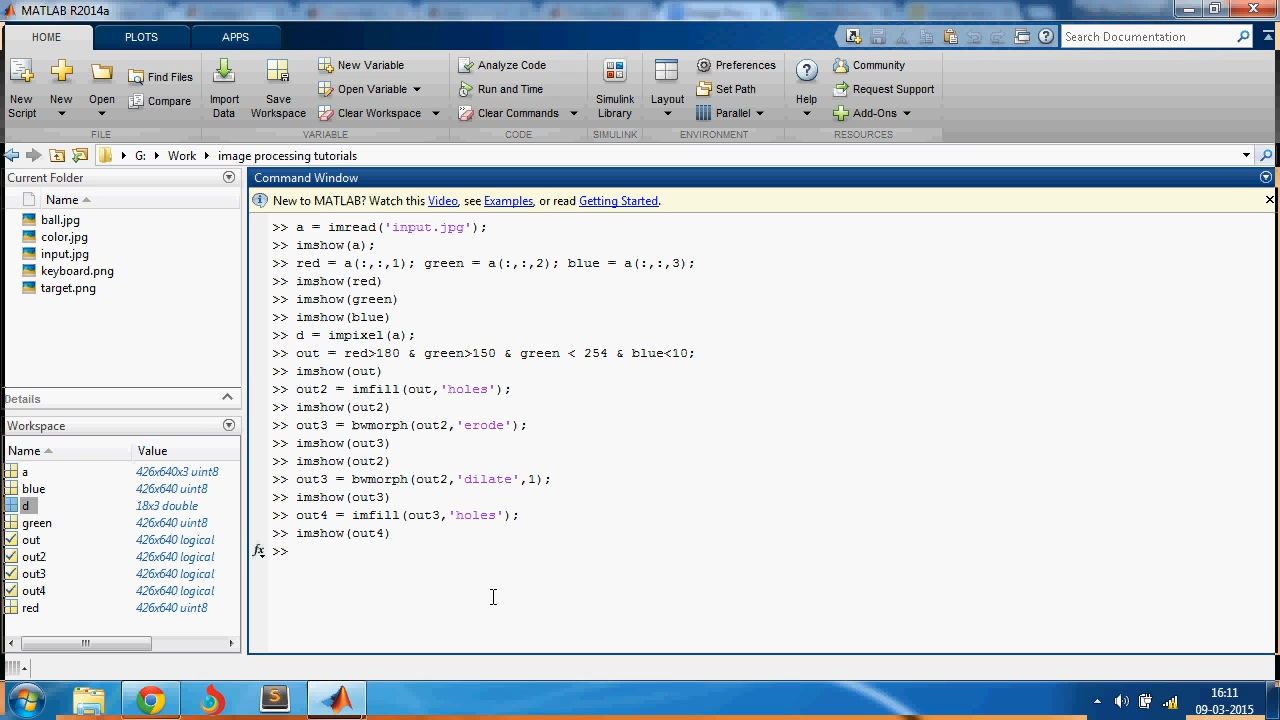 MATLAB R2014a
HOME PLOTS APPS
Search Documentation
New Script
New
Open
Find Files
Compare
FILE
Import Data
Save Workspace
New Variable
Open Variable
Clear Workspace
VARIABLE
Analyze Code
Run and Time
Clear Commands
CODE
Simulink Library
SIMULINK
Layout
Preferences
Set Path
Parallel
ENVIRONMENT
Help
Community
Request Support
Add-Ons
RESOURCES
G: Work image processing tutorials
Current Folder
Name
ball.jpg
color.jpg
input.jpg
keyboard.png
target.png
Details
Workspace
Name Value
a 426x640x3 uint8
blue 426x640 uint8
d 18x3 double
green 426x640 uint8
out 426x640 logical
out2 426x640 logical
out3 426x640 logical
out4 426x640 logical
red 426x640 uint8
Command Window
New to MATLAB? Watch this Video, see Examples, or read Getting Started.
>> a = imread('input.jpg');
>> imshow(a);
>> red = a(:,:,1); green = a(:,:,2); blue = a(:,:,3);
>> imshow(red)
>> imshow(green)
>> imshow(blue)
>> d = impixel(a);
>> out = red>180 & green>150 & green < 254 & blue<10;
>> imshow(out)
>> out2 = imfill(out,'holes');
>> imshow(out2)
>> out3 = bwmorph(out2,'erode');
>> imshow(out3)
>> imshow(out2)
>> out3 = bwmorph(out2,'dilate',1);
>> imshow(out3)
>> out4 = imfill(out3,'holes');
>> imshow(out4)
fx >>
16:11
09-03-2015